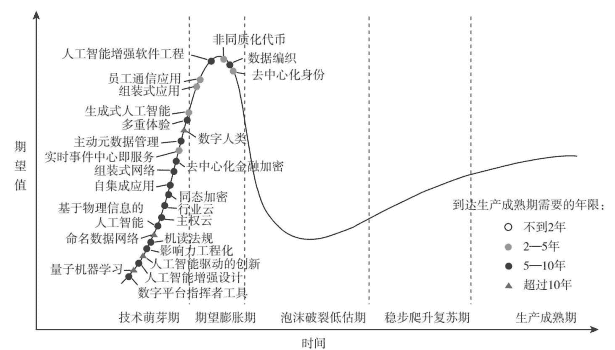 非同质化代币
人工智能增强软件工程
数据编织
去中心化身份
员工通信应用
组装式应用
生成式人工智能
多重体验
数字人类
主动元数据管理
实时事件中心即服务
去中心化金融加密
组装式网络
自集成应用
同态加密
基于物理信息的
人工智能
行业云
主权云
命名数据网络
机读法规
影响力工程化
量子机器学习
人工智能驱动的创新
人工智能增强设计
数字平台指挥者工具
期望值
到达生产成熟期需要的年限：
不到2年
2—5年
5—10年
超过10年
技术萌芽期
期望膨胀期
泡沫破裂低估期
稳步爬升复苏期
生产成熟期
时间